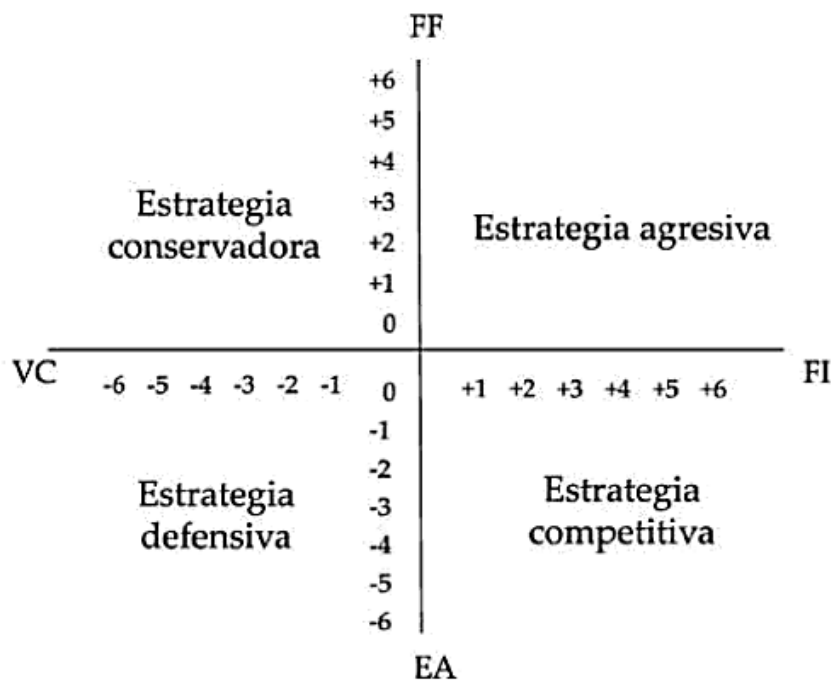 FF
+6
+5
+4
+3
+2
+1
0
Estrategia
conservadora
Estrategia agresiva
VC
FI
-6 -5 -4 -3 -2 -1 0 +1 +2 +3 +4 +5 +6
-1
-2
-3
-4
-5
-6
Estrategia
defensiva
Estrategia
competitiva
EA